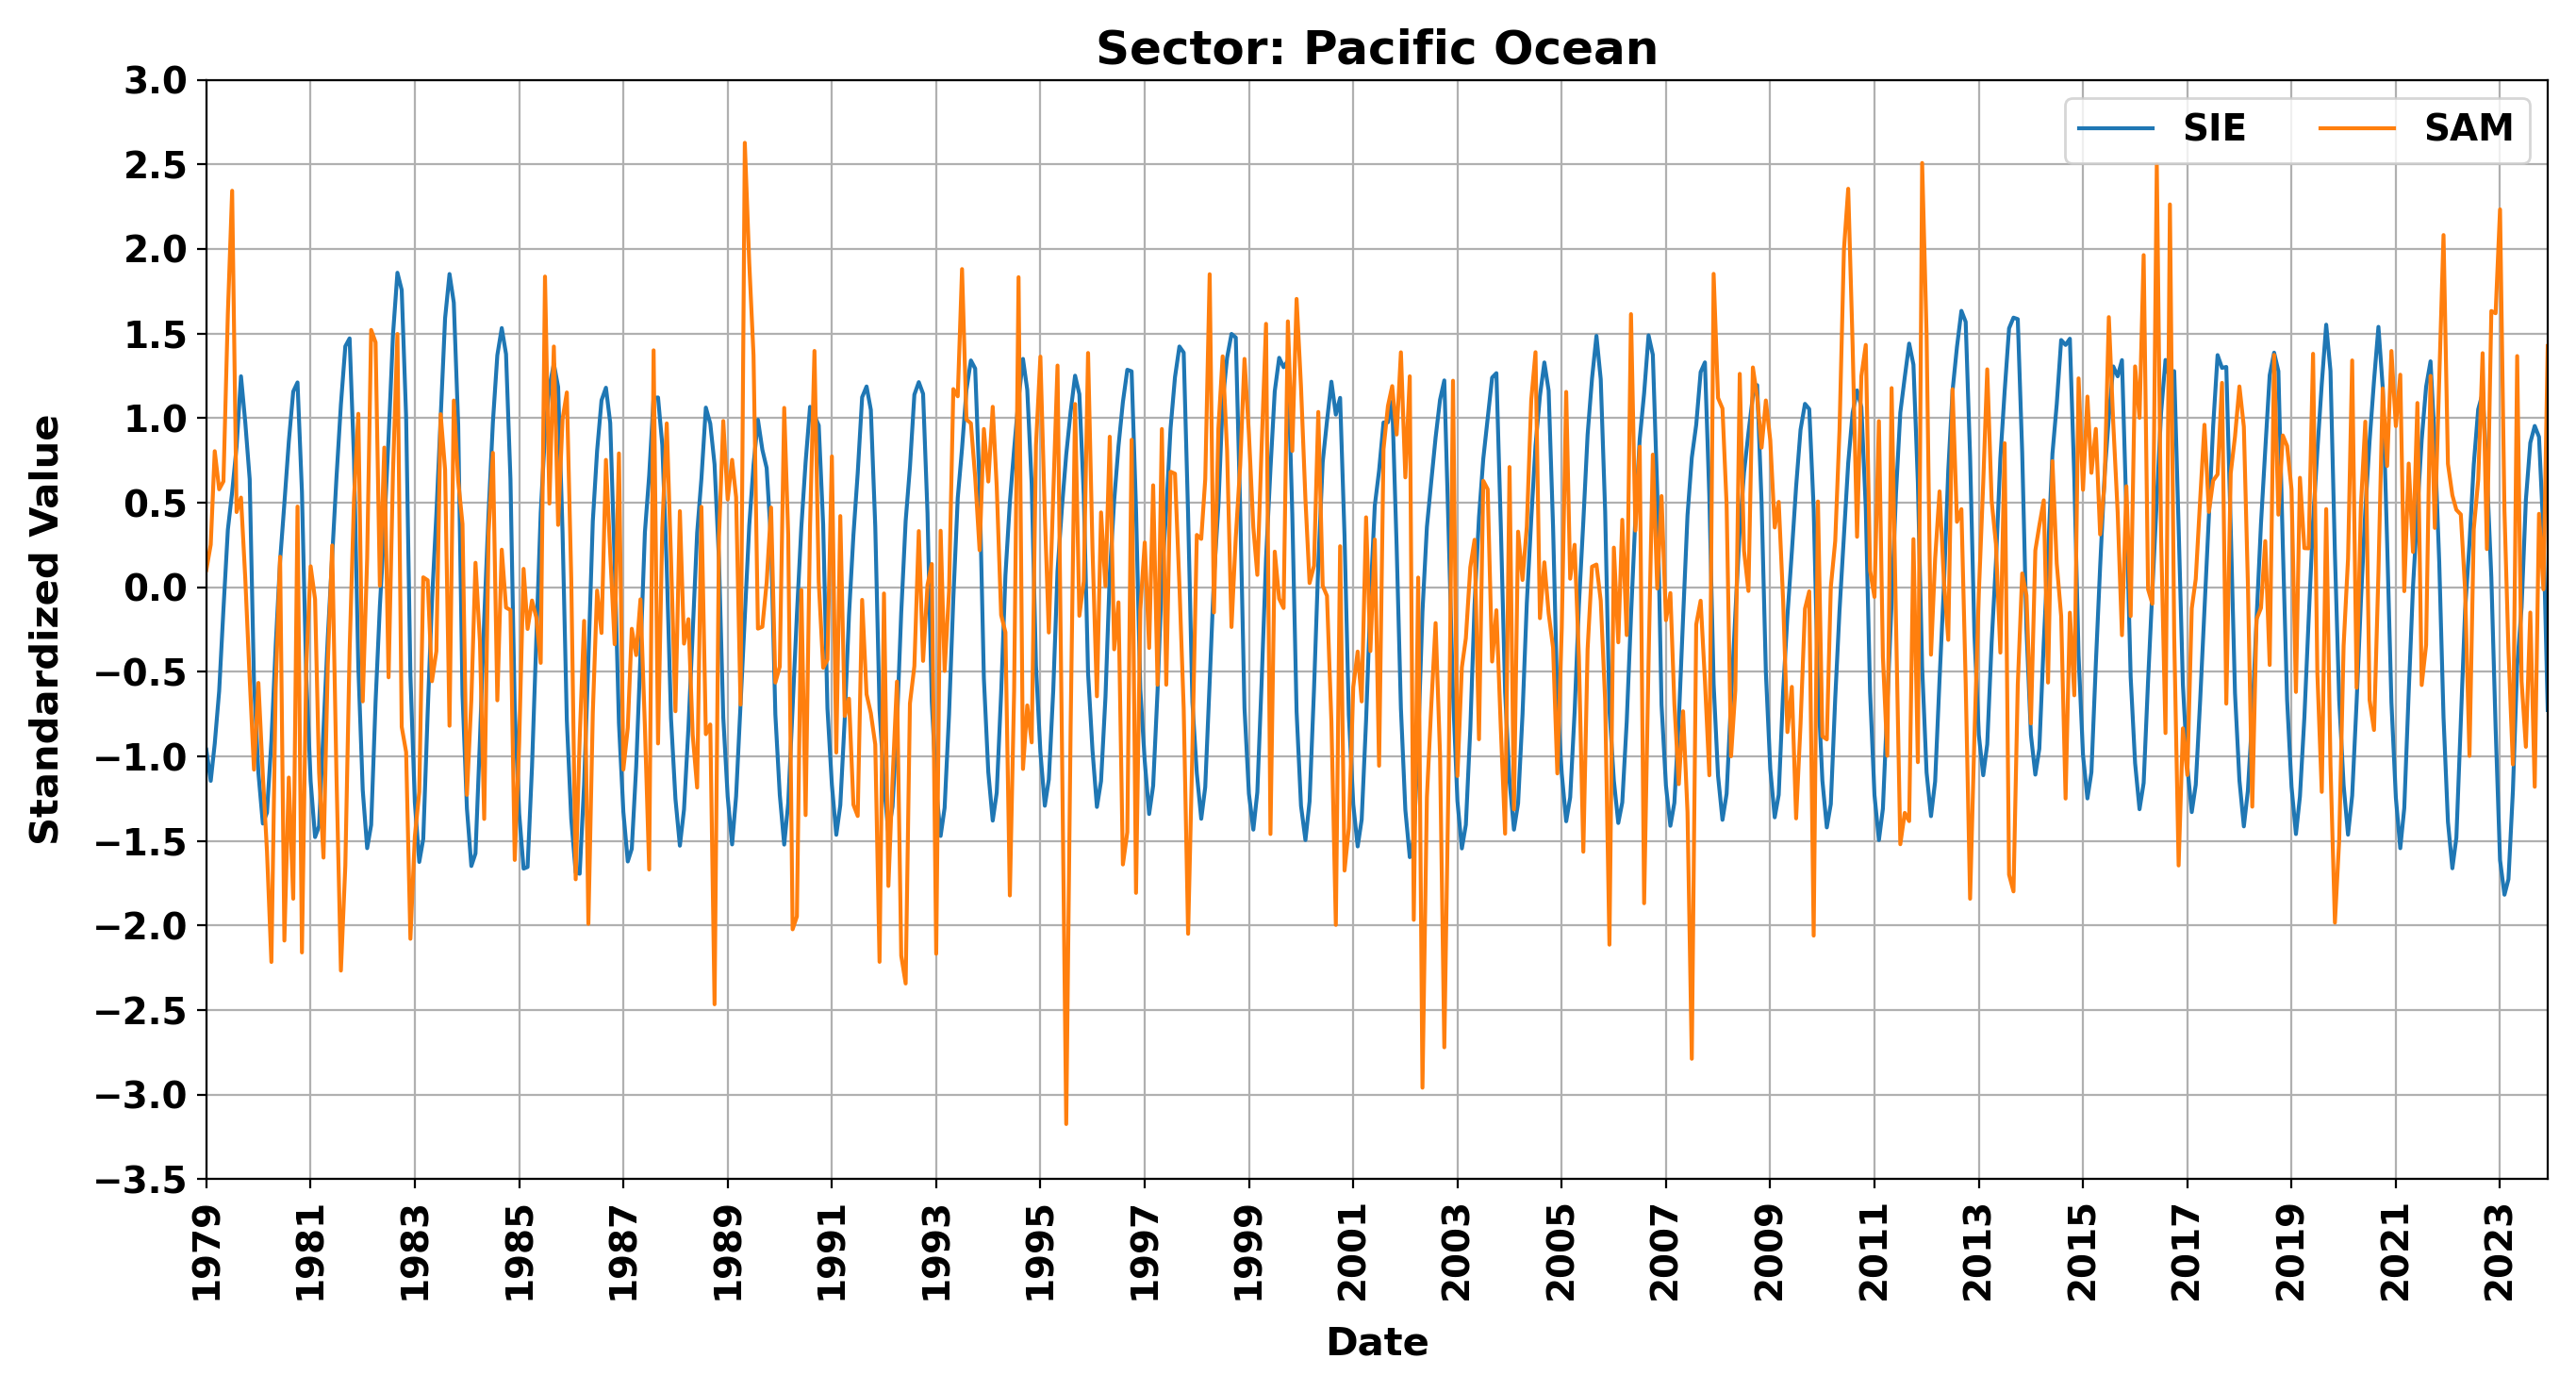 Sector: Pacific Ocean
SIE SAM
Standardized Value
3.0
2.5
2.0
1.5
1.0
0.5
0.0
−0.5
−1.0
−1.5
−2.0
−2.5
−3.0
−3.5
1979 1981 1983 1985 1987 1989 1991 1993 1995 1997 1999 2001 2003 2005 2007 2009 2011 2013 2015 2017 2019 2021 2023
Date